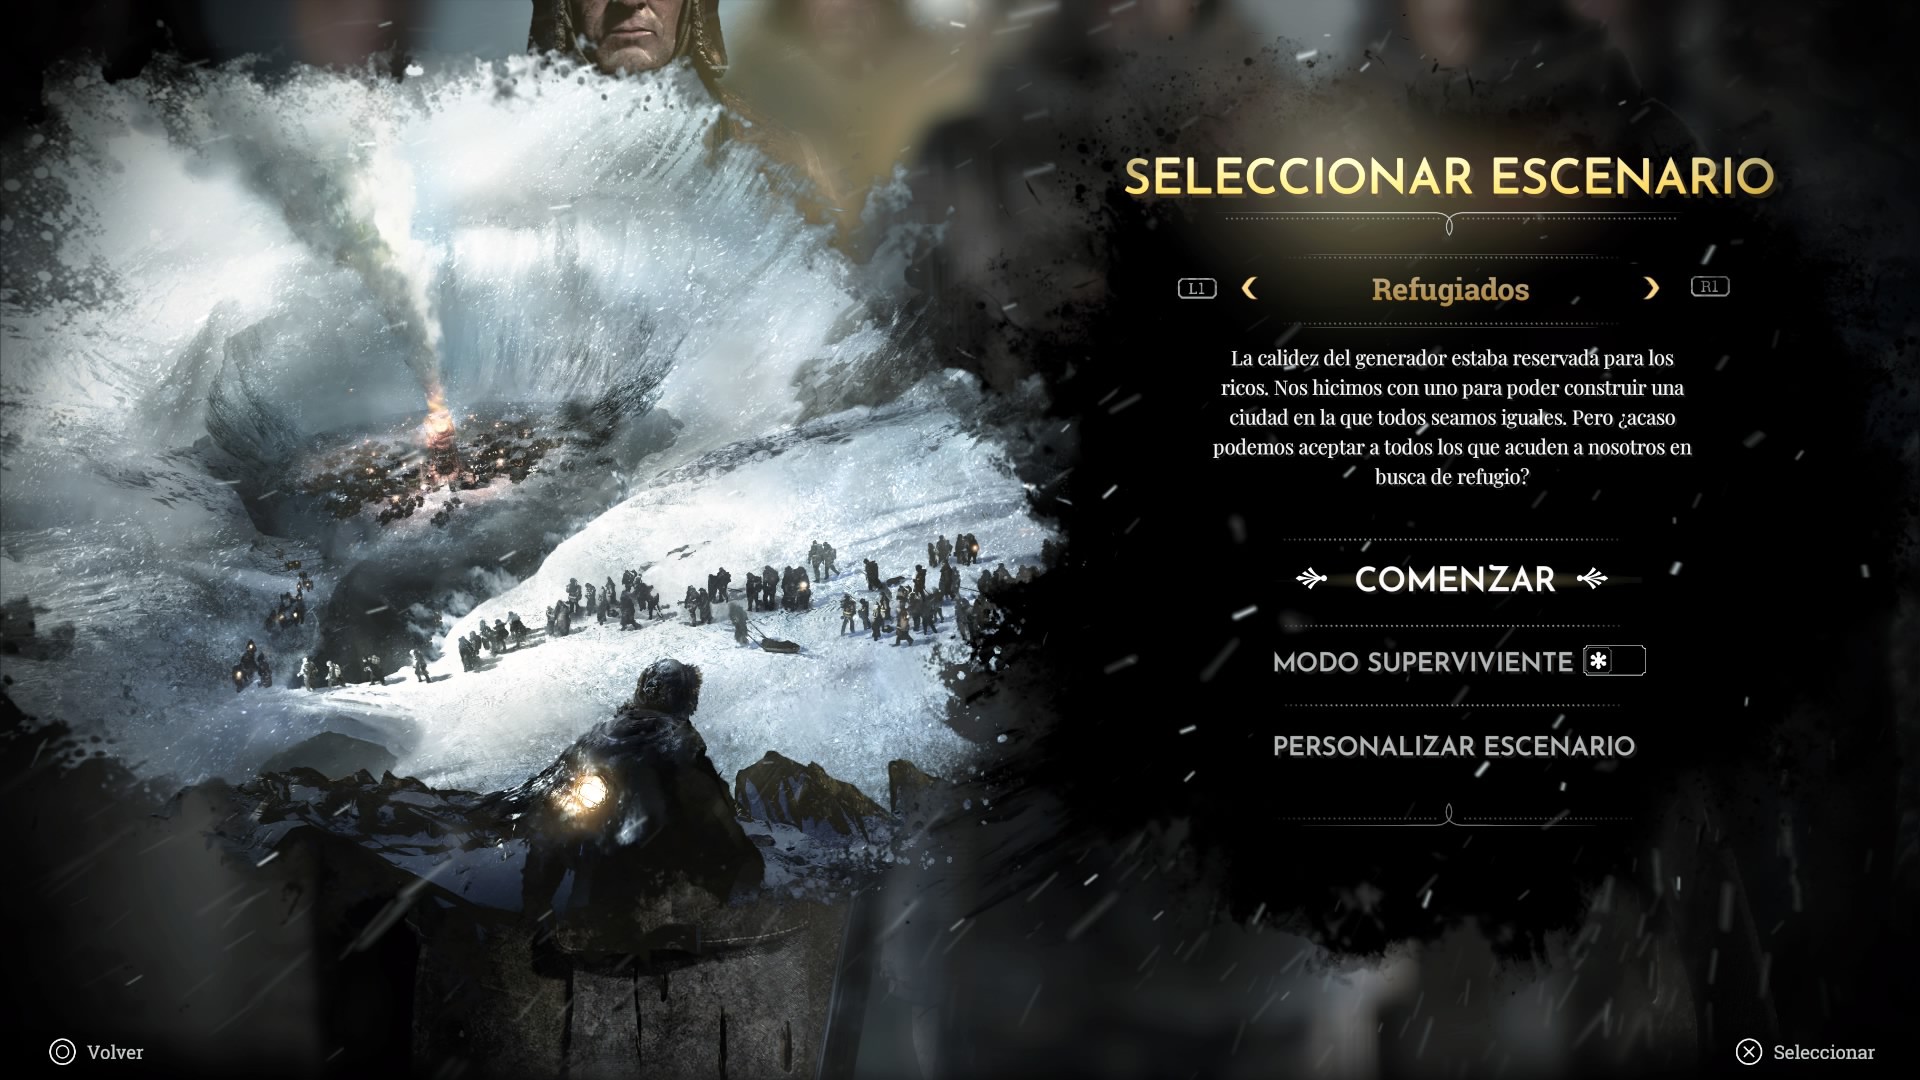 SELECCIONAR ESCENARIO
L1
Refugiados
R1
La calidez del generador estaba reservada para los
ricos. Nos hicimos con uno para poder construir una
ciudad en la que todos seamos iguales. Pero ¿acaso
podemos aceptar a todos los que acuden a nosotros en
busca de refugio?
COMENZAR
MODO SUPERVIVIENTE
PERSONALIZAR ESCENARIO
Volver
Seleccionar